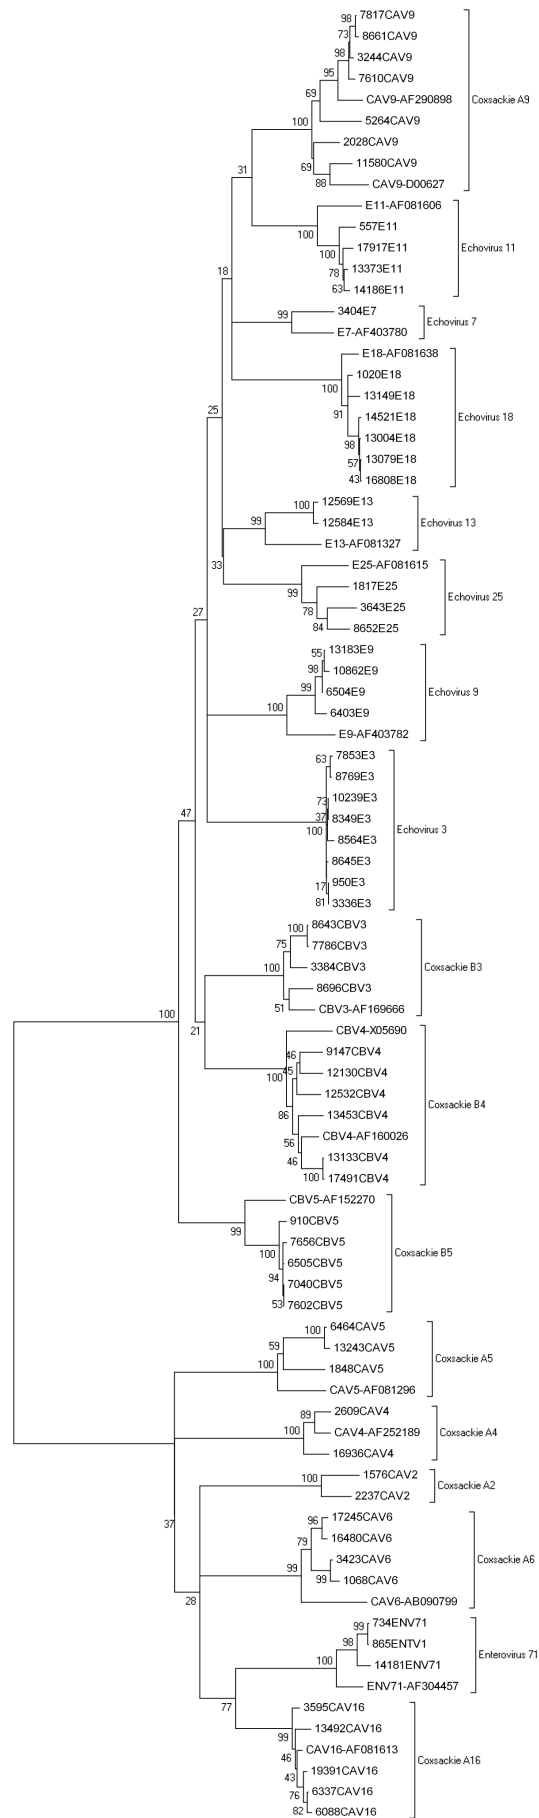 98
7817CAV9
73
8661CAV9
98
3244CAV9
95
7610CAV9
CAV9-AF290898
Coxsackie A9
69
5264CAV9
100
2028CAV9
69
11580CAV9
88
CAV9-D00627
31
E11-AF081606
100
557E11
100
17917E11
Echovirus 11
78
13373E11
63
14186E11
18
99
3404E7
Echovirus 7
E7-AF403780
E18-AF081638
100
1020E18
91
13149E18
14521E18
Echovirus 18
98
13004E18
57
13079E18
43
16808E18
25
100
12569E13
99
12584E13
Echovirus 13
E13-AF081327
33
E25-AF081615
99
1817E25
Echovirus 25
78
3643E25
84
8652E25
27
55
13183E9
98
10862E9
99
6504E9
Echovirus 9
100
6403E9
E9-AF403782
63
7853E3
8769E3
73
10239E3
37
8349E3
Echovirus 3
100
8564E3
8645E3
17
950E3
81
3336E3
47
100
8643CBV3
75
7786CBV3
100
3384CBV3
Coxsackie B3
8696CBV3
51
CBV3-AF169666
21
CBV4-X05690
46
9147CBV4
45
100
12130CBV4
12532CBV4
Coxsackie B4
86
13453CBV4
56
CBV4-AF160026
46
13133CBV4
100
17491CBV4
100
CBV5-AF152270
99
910CBV5
100
7656CBV5
Coxsackie B5
94
6505CBV5
7040CBV5
53
7602CBV5
100
6464CAV5
59
13243CAV5
Coxsackie A5
100
1848CAV5
CAV5-AF081296
89
2609CAV4
100
CAV4-AF252189
Coxsackie A4
16936CAV4
37
100
1576CAV2
Coxsackie A2
2237CAV2
96
17245CAV6
79
16480CAV6
3423CAV6
Coxsackie A6
99
99
1068CAV6
CAV6-AB090799
28
99
734ENV71
98
865ENTV1
100
14181ENV71
Enterovirus 71
ENV71-AF304457
77
3595CAV16
99
13492CAV16
46
CAV16-AF081613
Coxsackie A16
43
19391CAV16
76
6337CAV16
82
6088CAV16